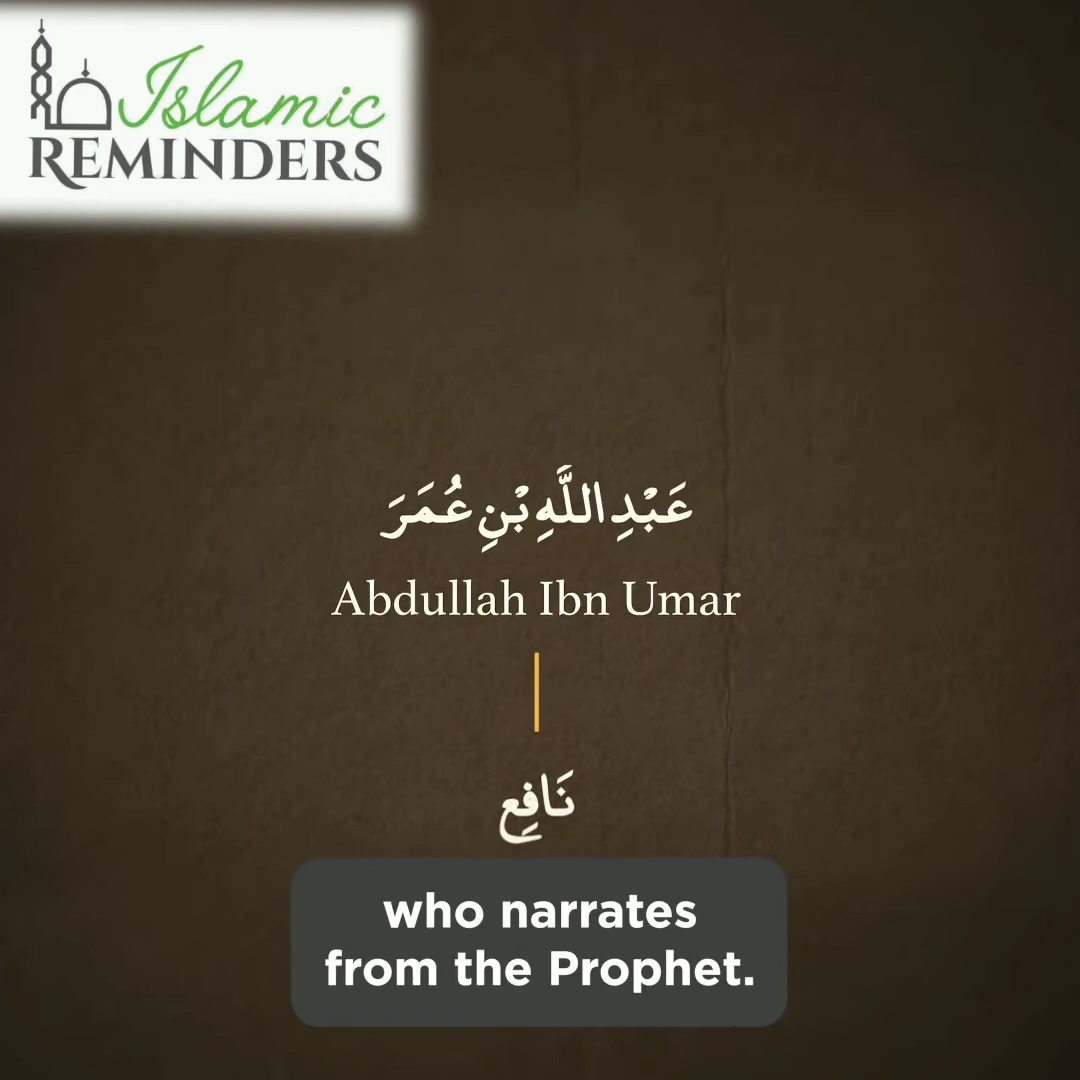 Islamic
REMINDERS
عَبْدِ اللَّهِ بْنِ عُمَرَ
Abdullah Ibn Umar
نَافِع
who narrates
from the Prophet.